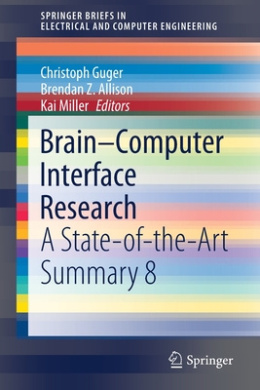 SPRINGER BRIEFS IN
ELECTRICAL AND COMPUTER ENGINEERING
Christoph Guger
Brendan Z. Allison
Kai Miller Editors
Brain–Computer
Interface
Research
A State-of-the-Art
Summary 8
Springer